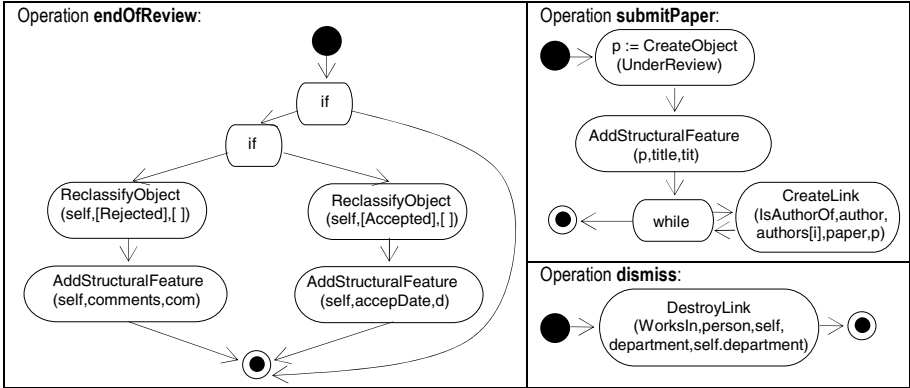 Operation endOfReview:
if
if
ReclassifyObject
(self,[Rejected],[ ])
ReclassifyObject
(self,[Accepted],[ ])
AddStructuralFeature
(self,comments,com)
AddStructuralFeature
(self,accepDate,d)
Operation submitPaper:
p := CreateObject
(UnderReview)
AddStructuralFeature
(p,title,tit)
while
CreateLink
(IsAuthorOf,author,
authors[i],paper,p)
Operation dismiss:
DestroyLink
(WorksIn,person,self,
department,self.department)